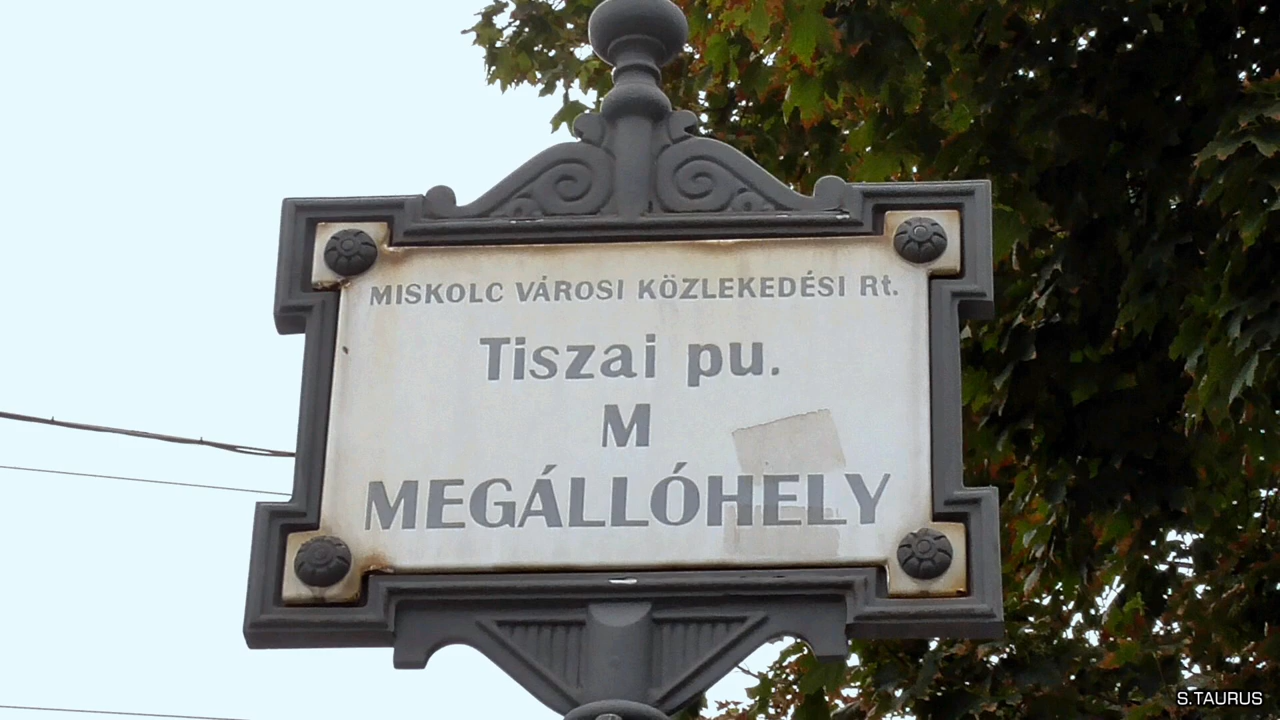 MISKOLC VÁROSI KÖZLEKEDÉSI Rt.
Tiszai pu.
M
MEGÁLLÓHELY
S.TAURUS